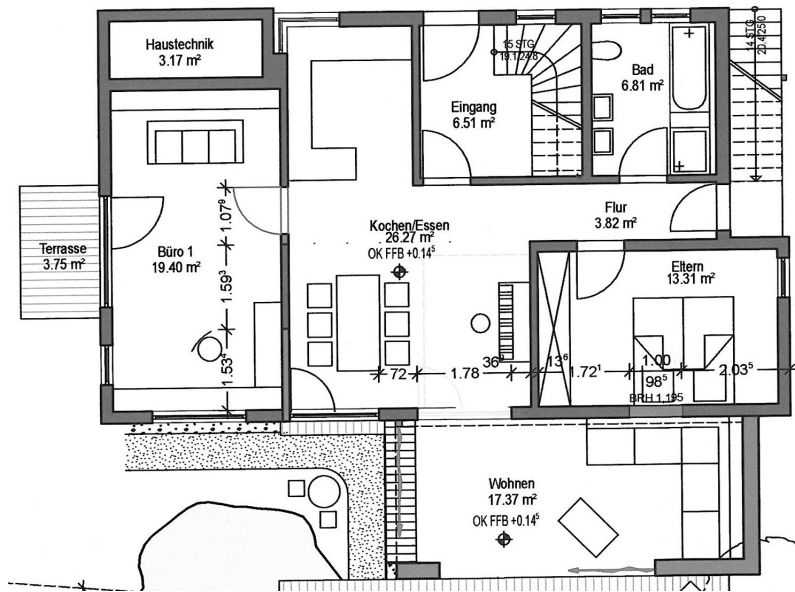 Haustechnik
3.17 m²
15 STG
19.1/24.8
14 STG
20.4/25.0
Bad
6.81 m²
Eingang
6.51 m²
Flur
3.82 m²
Kochen/Essen
26.27 m²
OK FFB +0.14⁵
Terrasse
3.75 m²
Büro 1
19.40 m²
1.07⁹
1.59³
1.53⁴
Eltern
13.31 m²
72
1.78
13⁶
1.72¹
1.00
98⁵
2.03⁵
BRH 1,195
Wohnen
17.37 m²
OK FFB +0.14⁵